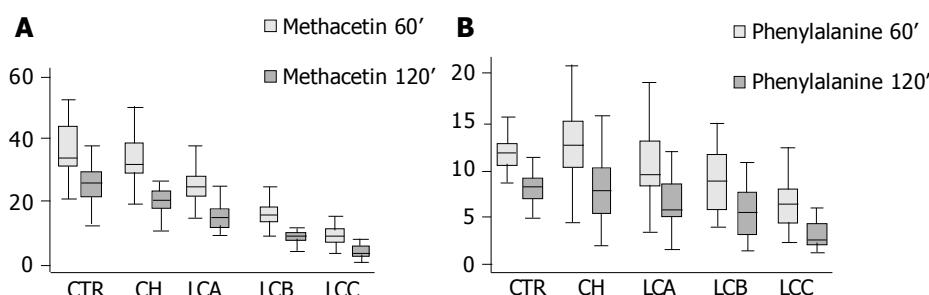 A
Methacetin 60′
Methacetin 120′
60
40
20
0
CTR CH LCA LCB LCC
B
Phenylalanine 60′
Phenylalanine 120′
20
15
10
5
0
CTR CH LCA LCB LCC